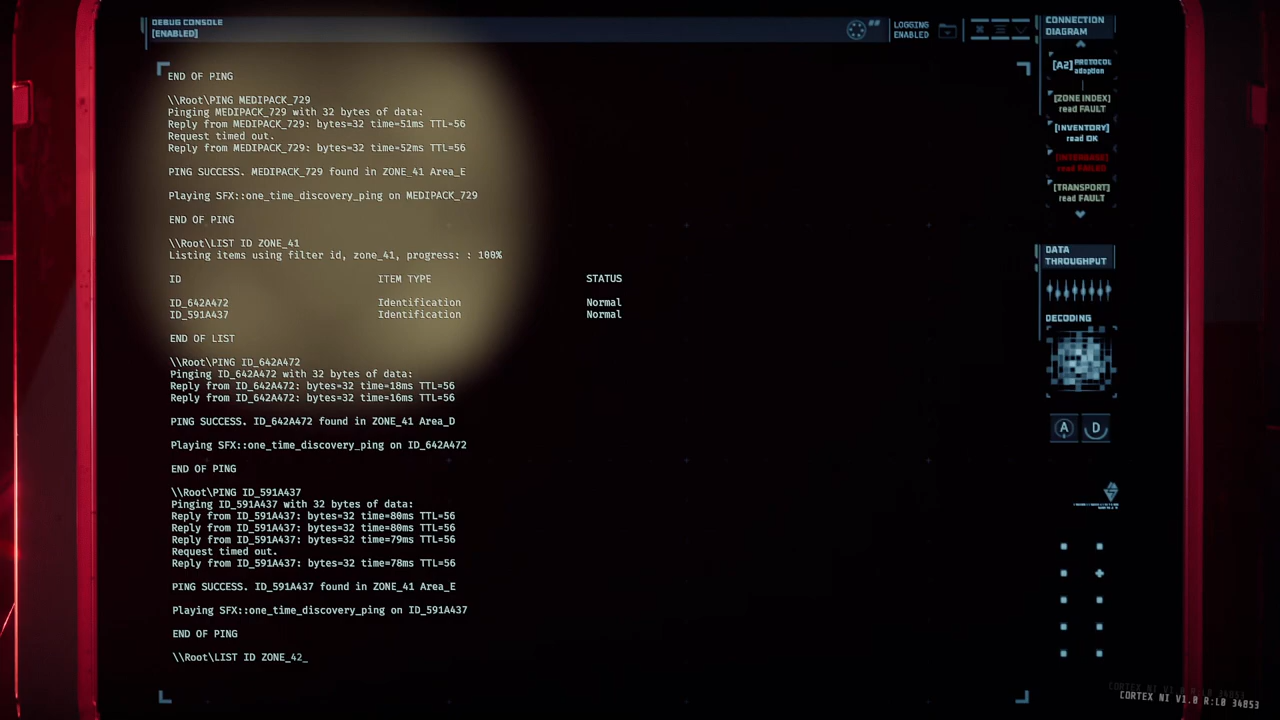 DEBUG CONSOLE
[ENABLED]
LOGGING
ENABLED
END OF PING
\\Root\PING MEDIPACK_729
Pinging MEDIPACK_729 with 32 bytes of data:
Reply from MEDIPACK_729: bytes=32 time=51ms TTL=56
Request timed out.
Reply from MEDIPACK_729: bytes=32 time=52ms TTL=56
PING SUCCESS. MEDIPACK_729 found in ZONE_41 Area_E
Playing SFX::one_time_discovery_ping on MEDIPACK_729
END OF PING
\\Root\LIST ID ZONE_41
Listing items using filter id, zone_41, progress: : 100%
ID ITEM TYPE STATUS
ID_642A472 Identification Normal
ID_591A437 Identification Normal
END OF LIST
\\Root\PING ID_642A472
Pinging ID_642A472 with 32 bytes of data:
Reply from ID_642A472: bytes=32 time=18ms TTL=56
Reply from ID_642A472: bytes=32 time=16ms TTL=56
PING SUCCESS. ID_642A472 found in ZONE_41 Area_D
Playing SFX::one_time_discovery_ping on ID_642A472
END OF PING
\\Root\PING ID_591A437
Pinging ID_591A437 with 32 bytes of data:
Reply from ID_591A437: bytes=32 time=80ms TTL=56
Reply from ID_591A437: bytes=32 time=80ms TTL=56
Reply from ID_591A437: bytes=32 time=79ms TTL=56
Request timed out.
Reply from ID_591A437: bytes=32 time=78ms TTL=56
PING SUCCESS. ID_591A437 found in ZONE_41 Area_E
Playing SFX::one_time_discovery_ping on ID_591A437
END OF PING
\\Root\LIST ID ZONE_42_
CONNECTION
DIAGRAM
[A2] PROTOCOL
adoption
[ZONE INDEX]
read FAULT
[INVENTORY]
read OK
read FAILED
[TRANSPORT]
read FAULT
DATA
THROUGHPUT
DECODING
A D
CORTEX NI V1.0 R:L0 34853